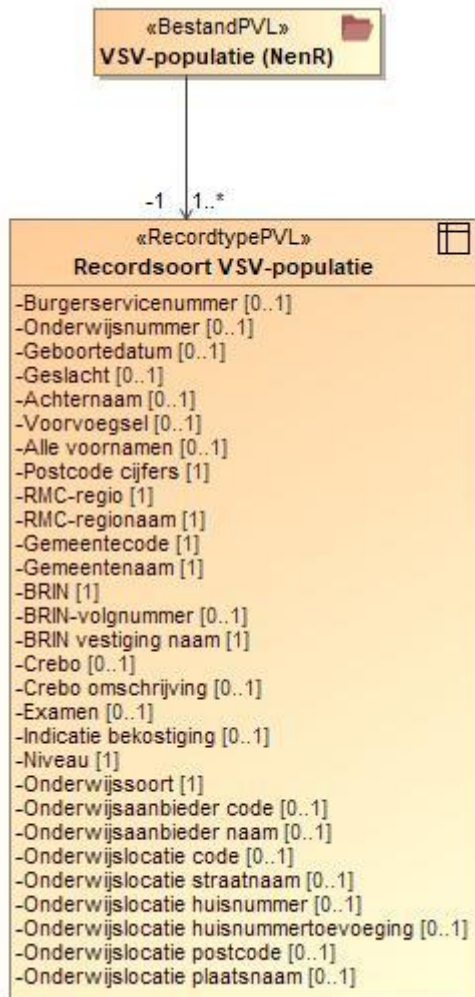 «BestandPVL»
VSV-populatie (NenR)
-1 1..*
«RecordtypePVL»
Recordsoort VSV-populatie
-Burgerservicenummer [0..1]
-Onderwijsnummer [0..1]
-Geboortedatum [0..1]
-Geslacht [0..1]
-Achternaam [0..1]
-Voorvoegsel [0..1]
-Alle voornamen [0..1]
-Postcode cijfers [1]
-RMC-regio [1]
-RMC-regionaam [1]
-Gemeentecode [1]
-Gemeentenaam [1]
-BRIN [1]
-BRIN-volgnummer [0..1]
-BRIN vestiging naam [1]
-Crebo [0..1]
-Crebo omschrijving [0..1]
-Examen [0..1]
-Indicatie bekostiging [0..1]
-Niveau [1]
-Onderwijssoort [1]
-Onderwijsaanbieder code [0..1]
-Onderwijsaanbieder naam [0..1]
-Onderwijslocatie code [0..1]
-Onderwijslocatie straatnaam [0..1]
-Onderwijslocatie huisnummer [0..1]
-Onderwijslocatie huisnummertoevoeging [0..1]
-Onderwijslocatie postcode [0..1]
-Onderwijslocatie plaatsnaam [0..1]